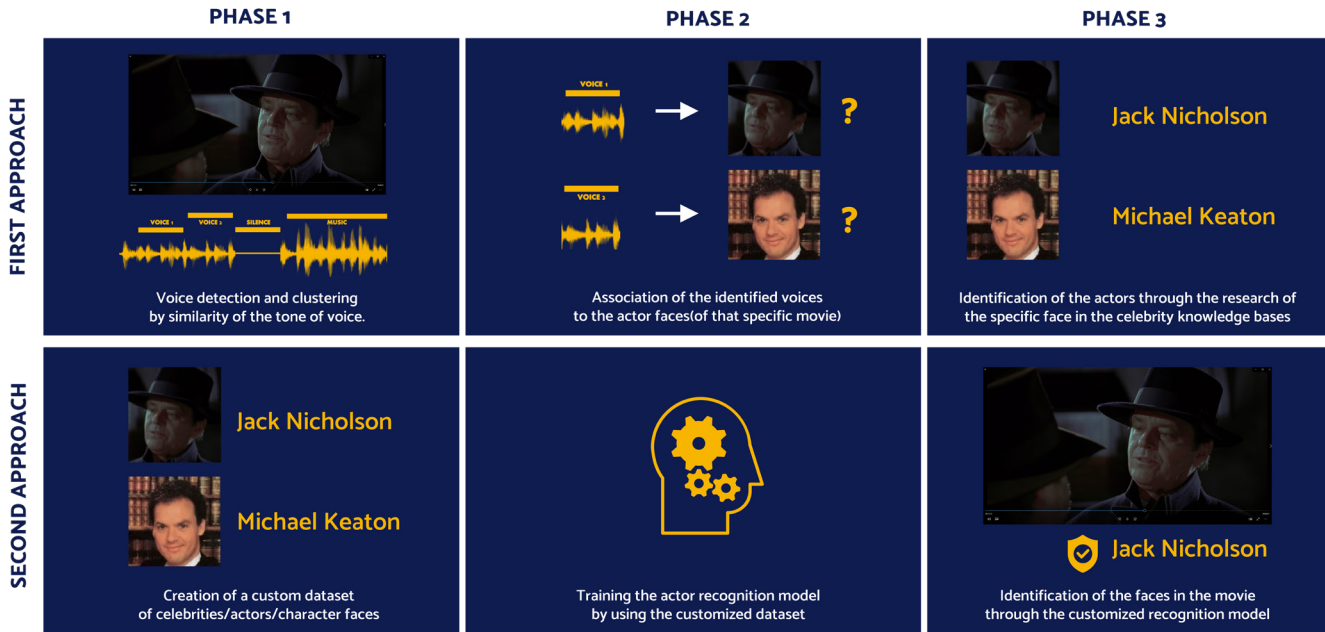 PHASE 1
PHASE 2
PHASE 3
FIRST APPROACH
VOICE 1
VOICE 2
SILENCE
MUSIC
Voice detection and clustering
by similarity of the tone of voice.
VOICE 1
?
VOICE 2
?
Association of the identified voices
to the actor faces(of that specific movie)
Jack Nicholson
Michael Keaton
Identification of the actors through the research of
the specific face in the celebrity knowledge bases
SECOND APPROACH
Jack Nicholson
Michael Keaton
Creation of a custom dataset
of celebrities/actors/character faces
Training the actor recognition model
by using the customized dataset
Jack Nicholson
Identification of the faces in the movie
through the customized recognition model